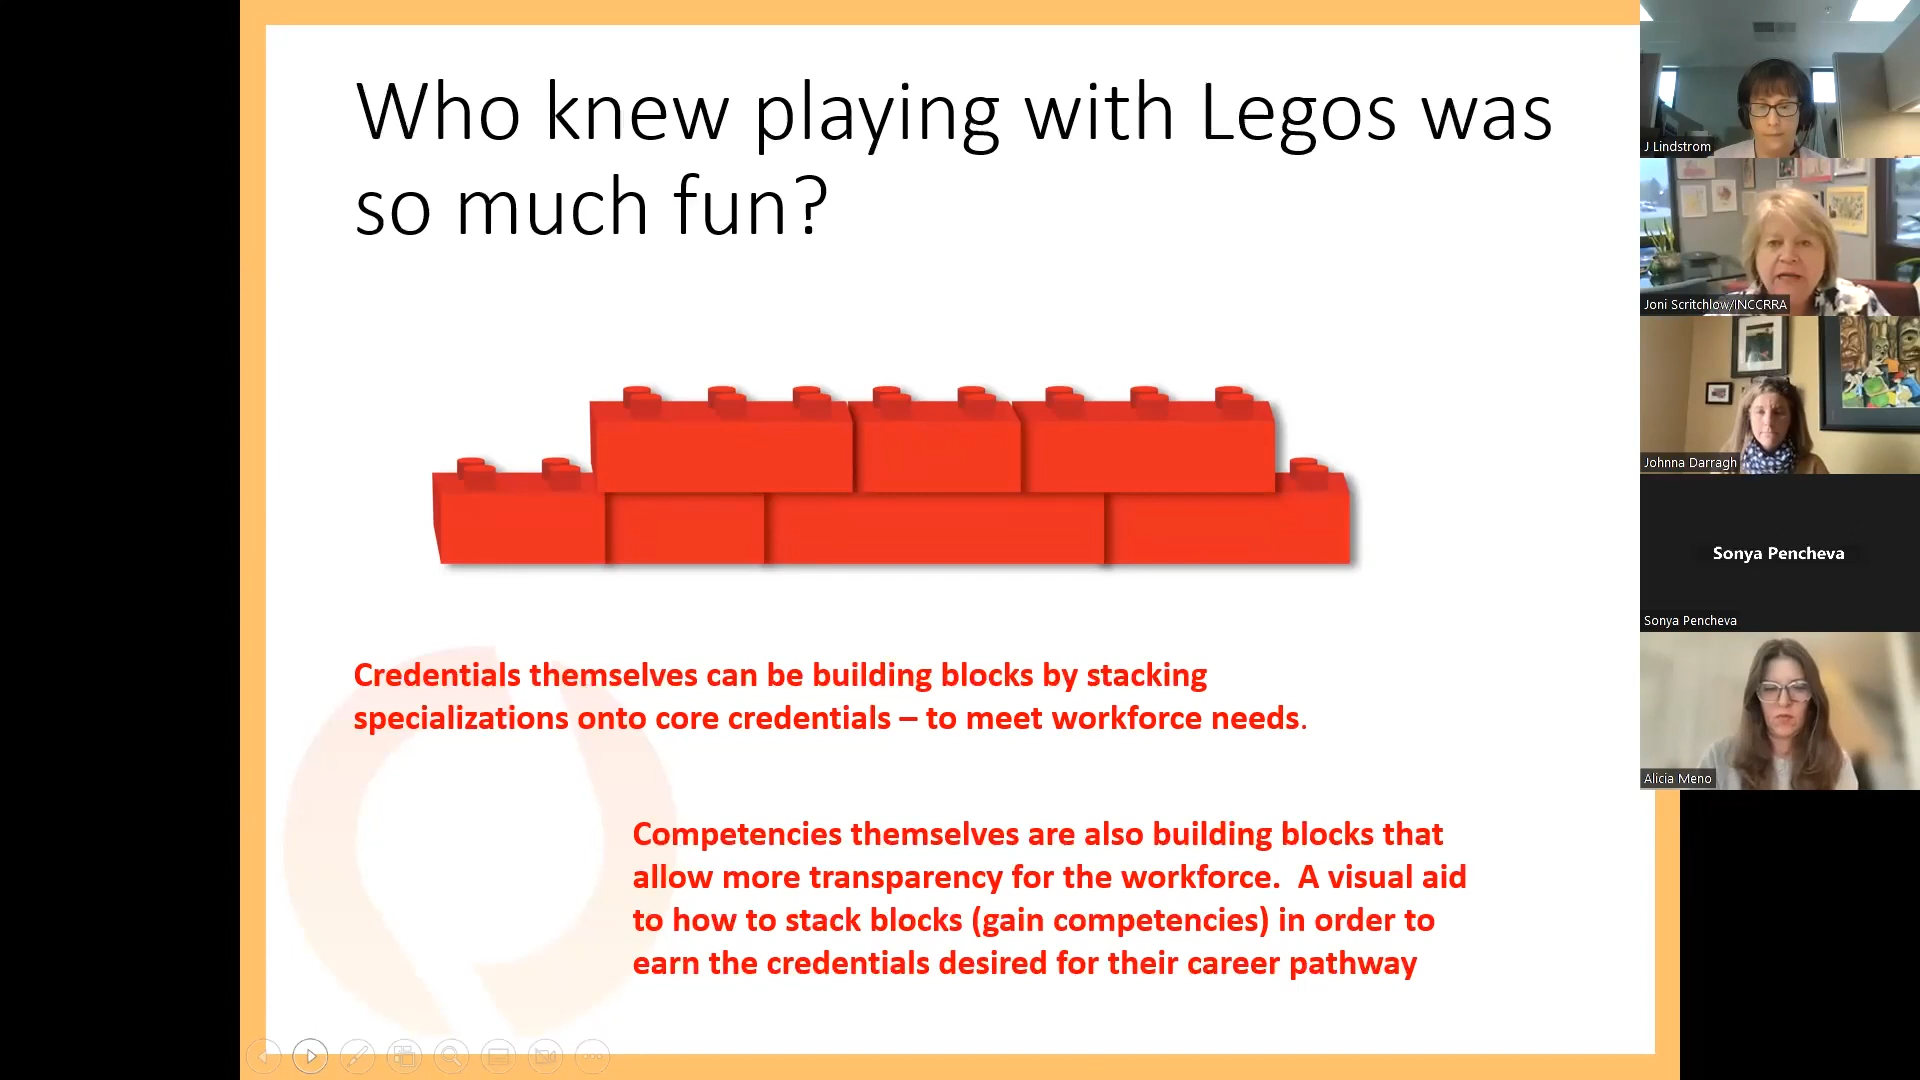 Who knew playing with Legos was
so much fun?
Credentials themselves can be building blocks by stacking
specializations onto core credentials – to meet workforce needs.
Competencies themselves are also building blocks that
allow more transparency for the workforce.  A visual aid
to how to stack blocks (gain competencies) in order to
earn the credentials desired for their career pathway
J Lindstrom
Joni Scritchlow/INCCRRA
Johnna Darragh
Sonya Pencheva
Sonya Pencheva
Alicia Meno